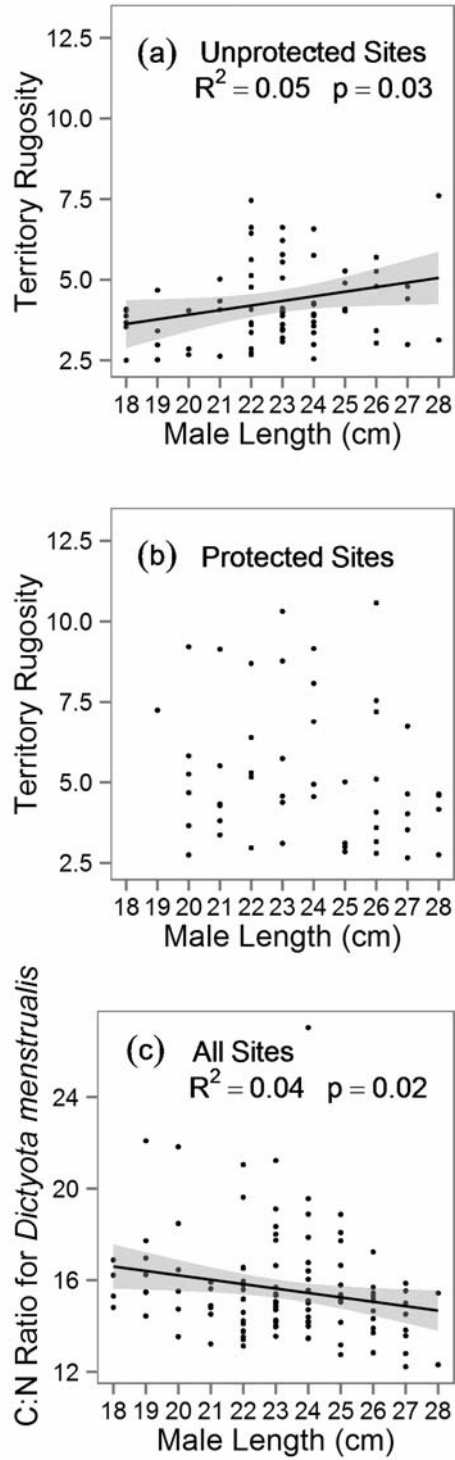 (a) Unprotected Sites
R² = 0.05 p = 0.03
12.5
10.0
7.5
5.0
2.5
Territory Rugosity
18 19 20 21 22 23 24 25 26 27 28
Male Length (cm)
(b) Protected Sites
12.5
10.0
7.5
5.0
2.5
Territory Rugosity
18 19 20 21 22 23 24 25 26 27 28
Male Length (cm)
(c) All Sites
R² = 0.04 p = 0.02
24
20
16
12
C:N Ratio for Dictyota menstrualis
18 19 20 21 22 23 24 25 26 27 28
Male Length (cm)